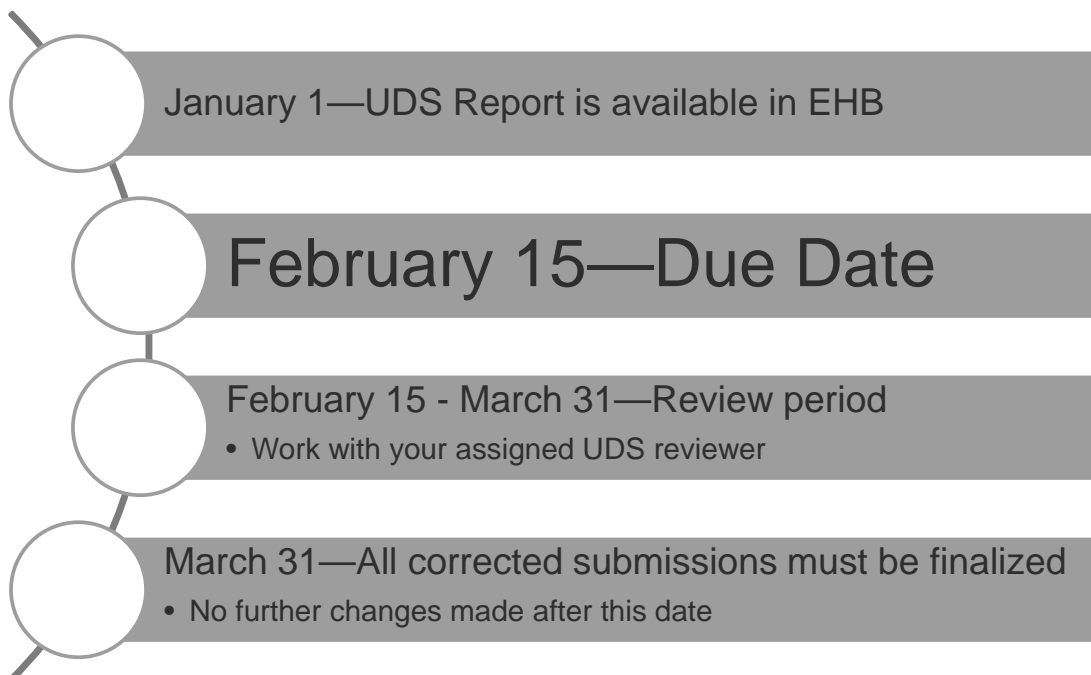 January 1—UDS Report is available in EHB
February 15—Due Date
February 15 - March 31—Review period
• Work with your assigned UDS reviewer
March 31—All corrected submissions must be finalized
• No further changes made after this date